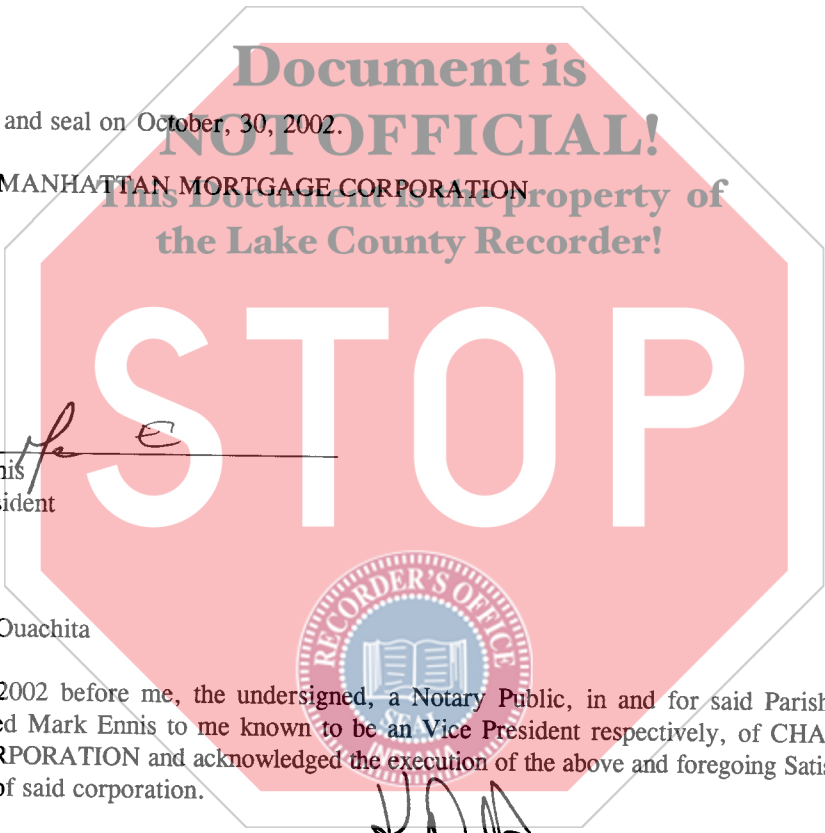 Document is
and seal on October, 30, 2002.
NOT OFFICIAL!
MANHATTAN MORTGAGE CORPORATION
This Document is the property of
the Lake County Recorder!
STOP
nis
sident
RECORDER'S OFFICE
Ouachita
2002 before me, the undersigned, a Notary Public, in and for said Parish
ed Mark Ennis to me known to be an Vice President respectively, of CHA
SEAL
RPORATION and acknowledged the execution of the above and foregoing Satis
INDIANA
of said corporation.